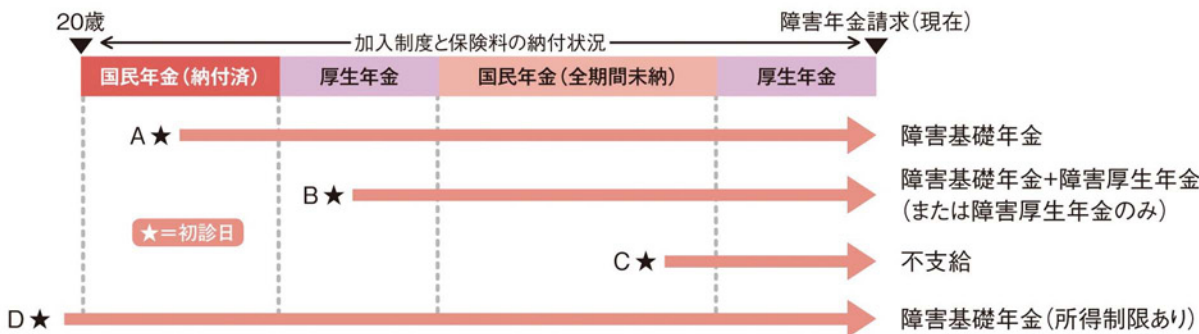 20歳
障害年金請求(現在)
加入制度と保険料の納付状況
国民年金(納付済)
厚生年金
国民年金(全期間未納)
厚生年金
A★
障害基礎年金
B★
障害基礎年金+障害厚生年金
(または障害厚生年金のみ)
★=初診日
C★
不支給
D★
障害基礎年金(所得制限あり)